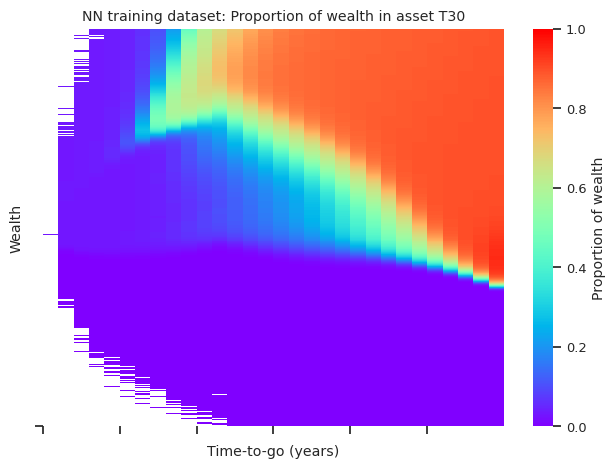 NN training dataset: Proportion of wealth in asset T30
Wealth
Time-to-go (years)
1.0
0.8
0.6
0.4
0.2
0.0
Proportion of wealth